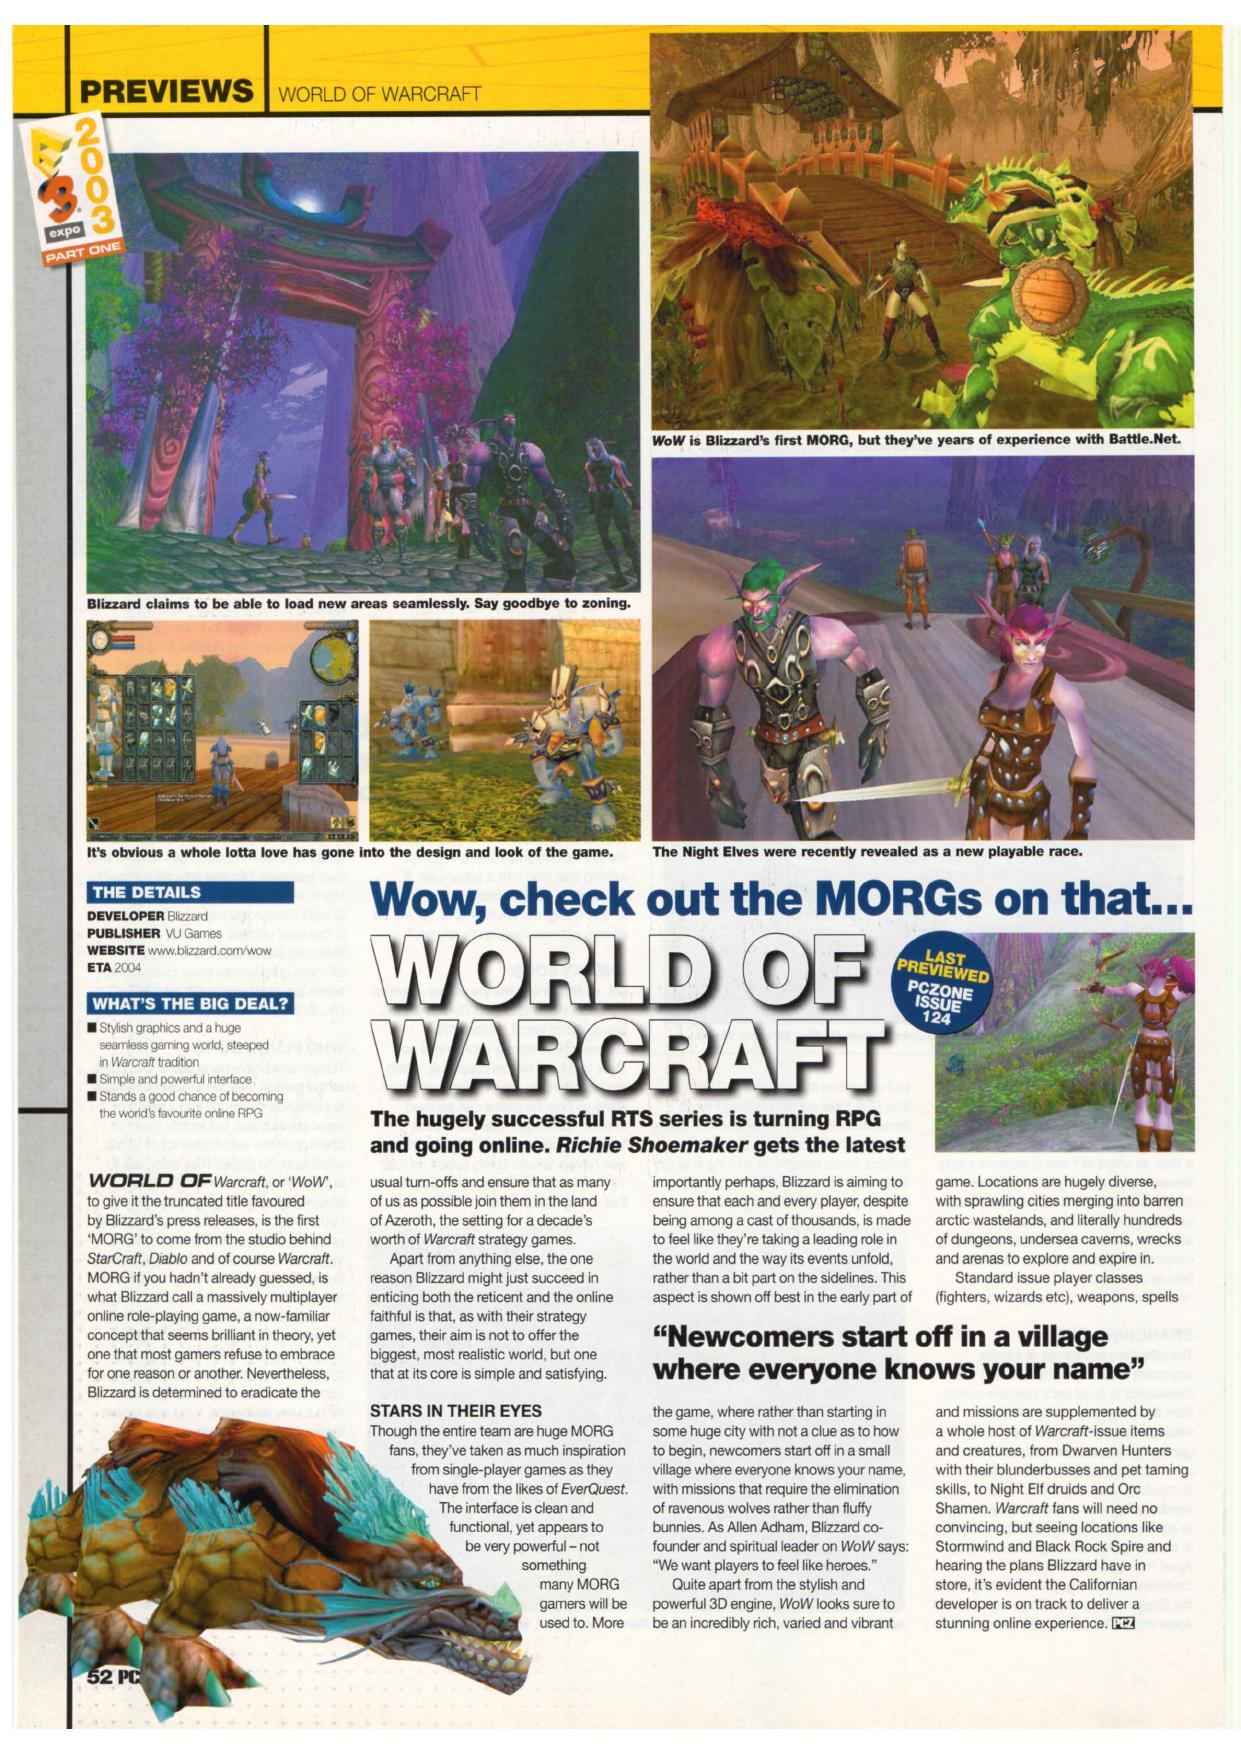 PREVIEWS
WORLD OF WARCRAFT
E3
expo
2003
PART ONE
WoW is Blizzard's first MORG, but they've years of experience with Battle.Net.
Blizzard claims to be able to load new areas seamlessly. Say goodbye to zoning.
It's obvious a whole lotta love has gone into the design and look of the game.
The Night Elves were recently revealed as a new playable race.
THE DETAILS
DEVELOPER Blizzard
PUBLISHER VU Games
WEBSITE www.blizzard.com/wow
ETA 2004
WHAT'S THE BIG DEAL?
■ Stylish graphics and a huge
seamless gaming world, steeped
in Warcraft tradition
■ Simple and powerful interface
■ Stands a good chance of becoming
the world's favourite online RPG
Wow, check out the MORGs on that...
WORLD OF
WARCRAFT
LAST
PREVIEWED
PCZONE
ISSUE
124
The hugely successful RTS series is turning RPG
and going online. Richie Shoemaker gets the latest
WORLD OF Warcraft, or 'WoW',
to give it the truncated title favoured
by Blizzard's press releases, is the first
'MORG' to come from the studio behind
StarCraft, Diablo and of course Warcraft.
MORG if you hadn't already guessed, is
what Blizzard call a massively multiplayer
online role-playing game, a now-familiar
concept that seems brilliant in theory, yet
one that most gamers refuse to embrace
for one reason or another. Nevertheless,
Blizzard is determined to eradicate the
usual turn-offs and ensure that as many
of us as possible join them in the land
of Azeroth, the setting for a decade's
worth of Warcraft strategy games.
Apart from anything else, the one
reason Blizzard might just succeed in
enticing both the reticent and the online
faithful is that, as with their strategy
games, their aim is not to offer the
biggest, most realistic world, but one
that at its core is simple and satisfying.
STARS IN THEIR EYES
Though the entire team are huge MORG
fans, they've taken as much inspiration
from single-player games as they
have from the likes of EverQuest.
The interface is clean and
functional, yet appears to
be very powerful – not
something
many MORG
gamers will be
used to. More
importantly perhaps, Blizzard is aiming to
ensure that each and every player, despite
being among a cast of thousands, is made
to feel like they're taking a leading role in
the world and the way its events unfold,
rather than a bit part on the sidelines. This
aspect is shown off best in the early part of
"Newcomers start off in a village
where everyone knows your name"
the game, where rather than starting in
some huge city with not a clue as to how
to begin, newcomers start off in a small
village where everyone knows your name,
with missions that require the elimination
of ravenous wolves rather than fluffy
bunnies. As Allen Adham, Blizzard co-
founder and spiritual leader on WoW says:
"We want players to feel like heroes."
Quite apart from the stylish and
powerful 3D engine, WoW looks sure to
be an incredibly rich, varied and vibrant
game. Locations are hugely diverse,
with sprawling cities merging into barren
arctic wastelands, and literally hundreds
of dungeons, undersea caverns, wrecks
and arenas to explore and expire in.
Standard issue player classes
(fighters, wizards etc), weapons, spells
and missions are supplemented by
a whole host of Warcraft-issue items
and creatures, from Dwarven Hunters
with their blunderbusses and pet taming
skills, to Night Elf druids and Orc
Shamen. Warcraft fans will need no
convincing, but seeing locations like
Stormwind and Black Rock Spire and
hearing the plans Blizzard have in
store, it's evident the Californian
developer is on track to deliver a
stunning online experience. PCZ
52 PC